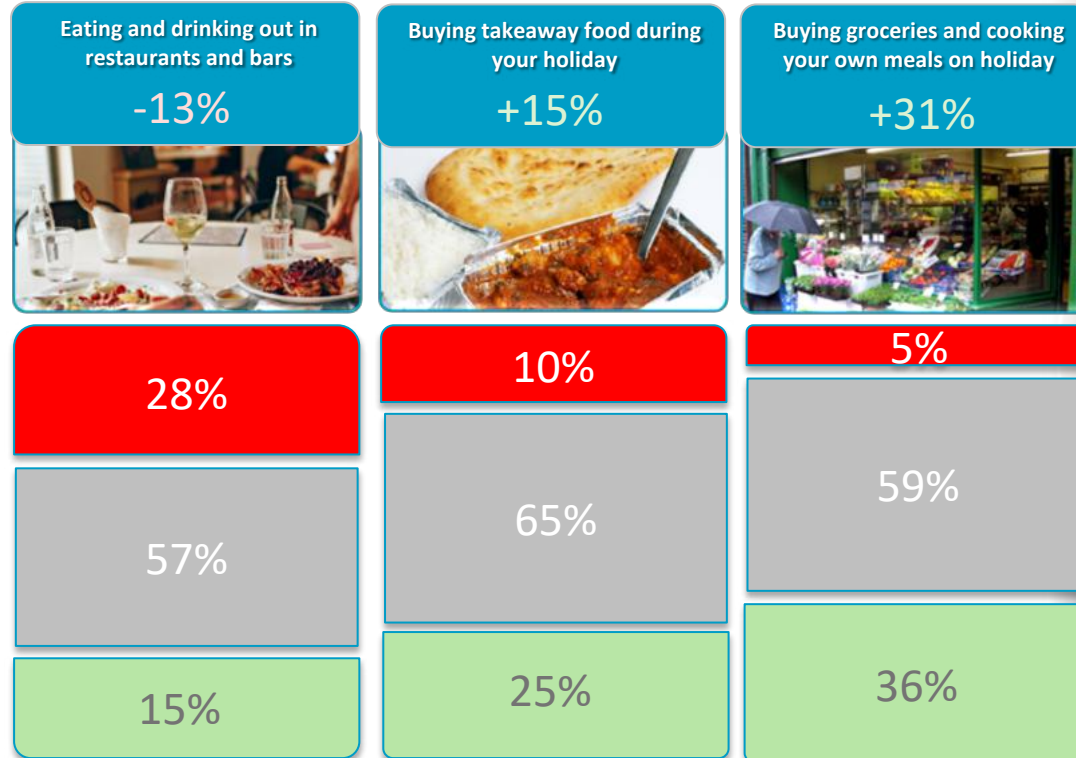 Eating and drinking out in
restaurants and bars
-13%
Buying takeaway food during
your holiday
+15%
Buying groceries and cooking
your own meals on holiday
+31%
28%
10%
5%
57%
65%
59%
15%
25%
36%